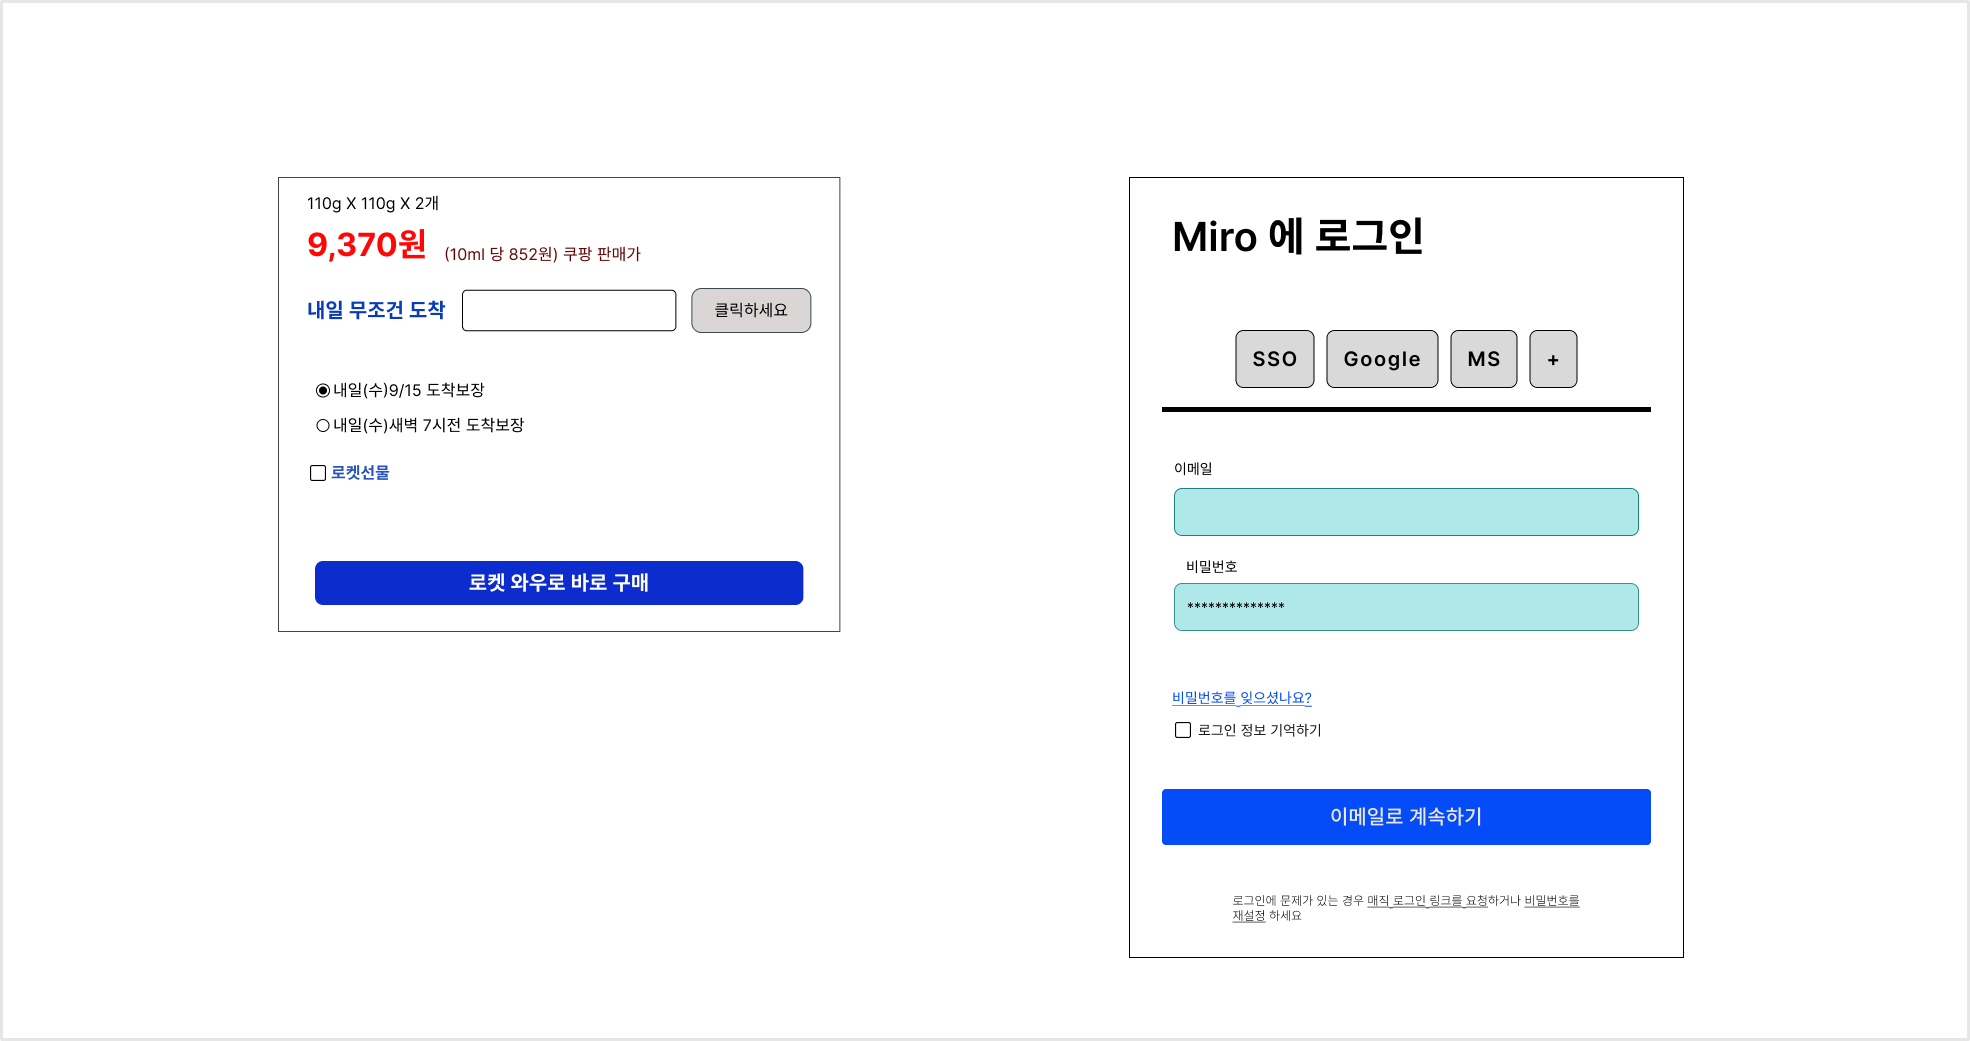 110g X 110g X 2개
9,370원 (10ml 당 852원) 쿠팡 판매가
내일 무조건 도착 클릭하세요
내일(수)9/15 도착보장
내일(수)새벽 7시전 도착보장
로켓선물
로켓 와우로 바로 구매
Miro 에 로그인
SSO Google MS +
이메일
비밀번호
**************
비밀번호를 잊으셨나요?
로그인 정보 기억하기
이메일로 계속하기
로그인에 문제가 있는 경우 매직 로그인 링크를 요청하거나 비밀번호를
재설정 하세요